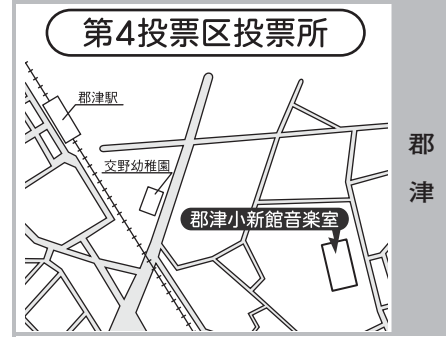 第4投票区投票所
郡津駅
交野幼稚園
郡津小新館音楽室
郡津